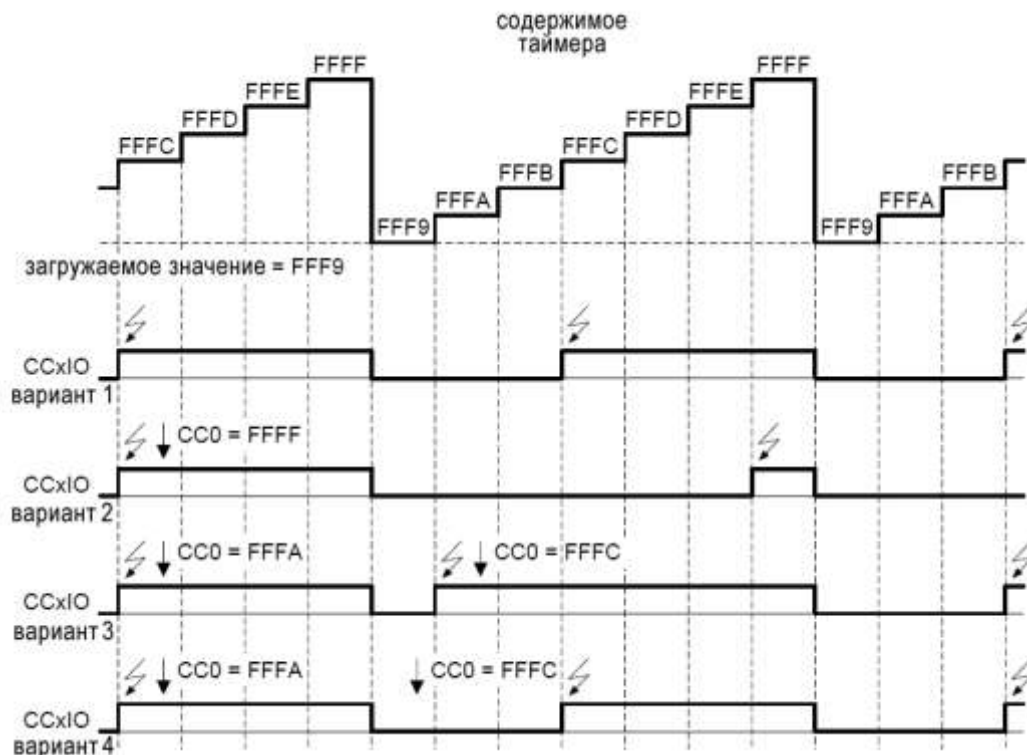 содержимое
таймера
FFFC
FFFD
FFFE
FFFF
FFF9
FFFA
FFFB
FFFC
FFFD
FFFE
FFFF
FFF9
FFFA
FFFB
загружаемое значение = FFF9
CCxIO
вариант 1
CC0 = FFFF
CCxIO
вариант 2
CC0 = FFFA
CC0 = FFFC
CCxIO
вариант 3
CC0 = FFFA
CC0 = FFFC
CCxIO
вариант 4